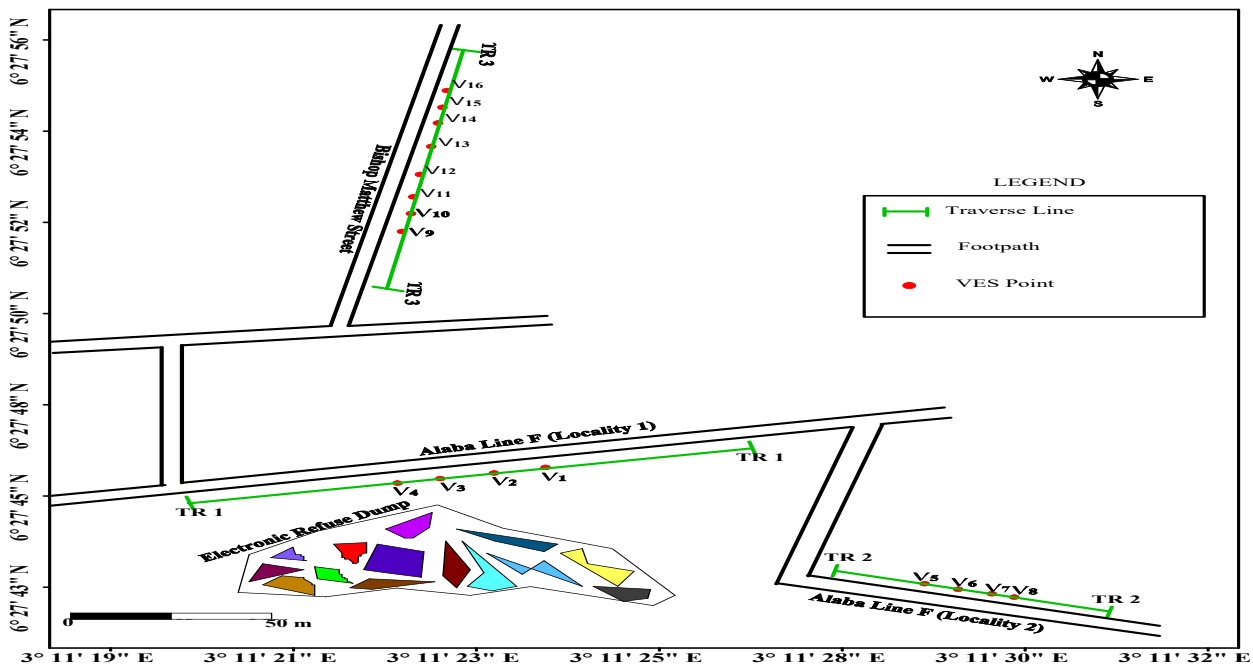 6° 27' 56" N
6° 27' 54" N
6° 27' 52" N
6° 27' 50" N
6° 27' 48" N
6° 27' 45" N
6° 27' 43" N
TR 3
V16
V15
V14
V13
V12
V11
V10
V9
TR 3
Bishop Matthew Street
N
W E
S
LEGEND
Traverse Line
Footpath
VES Point
Alaba Line F (Locality 1)
TR 1
V4 V3 V2 V1
TR 1
Electronic Refuse Dump
TR 2
V5 V6 V7 V8
TR 2
Alaba Line F (Locality 2)
0 50 m
3° 11' 19" E 3° 11' 21" E 3° 11' 23" E 3° 11' 25" E 3° 11' 28" E 3° 11' 30" E 3° 11' 32" E